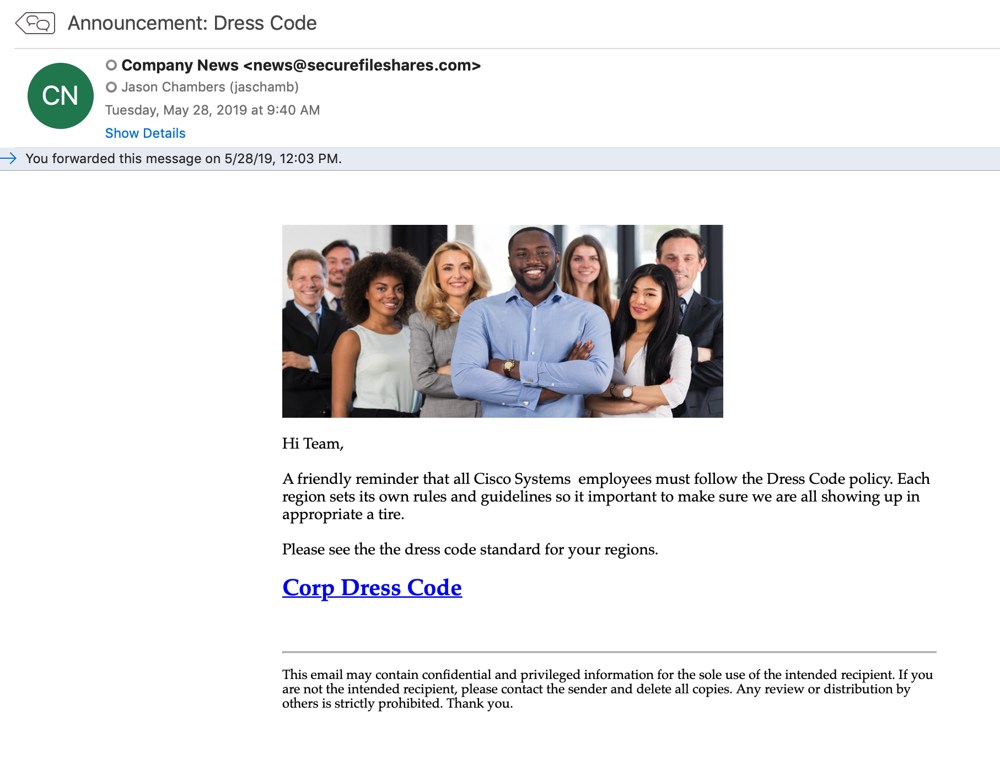 Announcement: Dress Code
Company News <news@securefileshares.com>
CN
Jason Chambers (jaschamb)
Tuesday, May 28, 2019 at 9:40 AM
Show Details
You forwarded this message on 5/28/19, 12:03 PM.
Hi Team,
A friendly reminder that all Cisco Systems  employees must follow the Dress Code policy. Each
region sets its own rules and guidelines so it important to make sure we are all showing up in
appropriate a tire.
Please see the the dress code standard for your regions.
Corp Dress Code
This email may contain confidential and privileged information for the sole use of the intended recipient. If you
are not the intended recipient, please contact the sender and delete all copies. Any review or distribution by
others is strictly prohibited. Thank you.